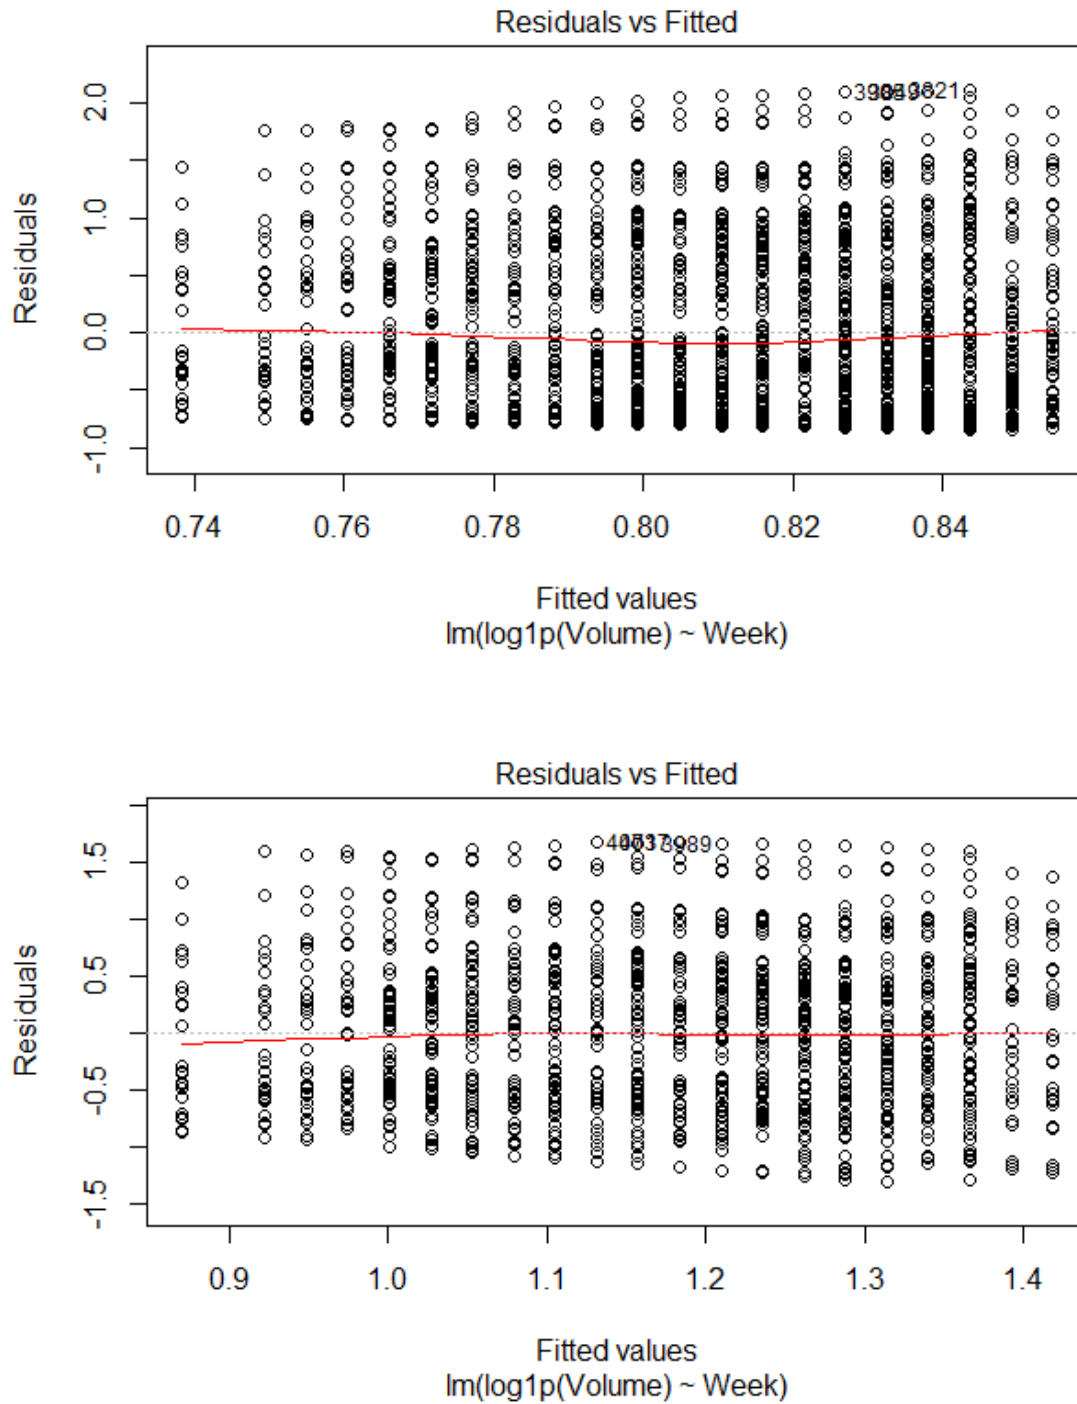 Residuals vs Fitted
Residuals
2.0
1.0
0.0
-1.0
3821
0.74 0.76 0.78 0.80 0.82 0.84
Fitted values
lm(log1p(Volume) ~ Week)
Residuals vs Fitted
Residuals
1.5
0.5
-0.5
-1.5
3989
0.9 1.0 1.1 1.2 1.3 1.4
Fitted values
lm(log1p(Volume) ~ Week)